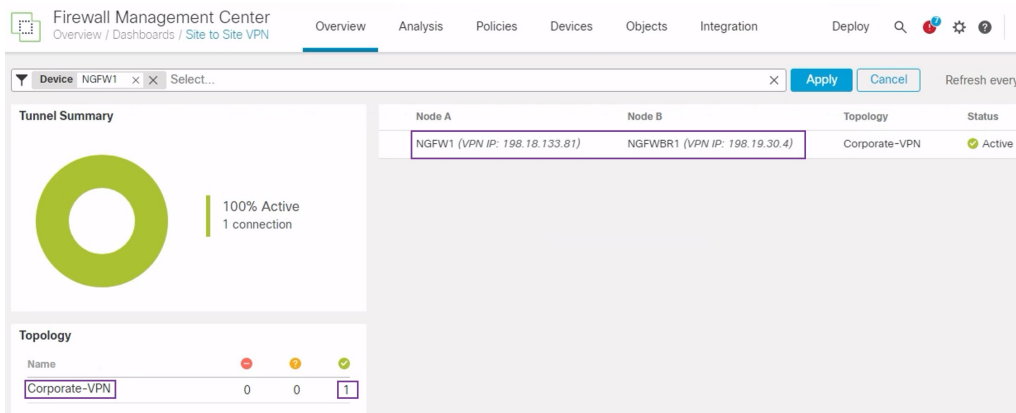 Firewall Management Center
Overview / Dashboards / Site to Site VPN
Overview Analysis Policies Devices Objects Integration Deploy 7
Device NGFW1 Select... Apply Cancel Refresh every
Tunnel Summary
100% Active
1 connection
Node A Node B Topology Status
NGFW1 (VPN IP: 198.18.133.81) NGFWBR1 (VPN IP: 198.19.30.4) Corporate-VPN Active
Topology
Name
Corporate-VPN 0 0 1